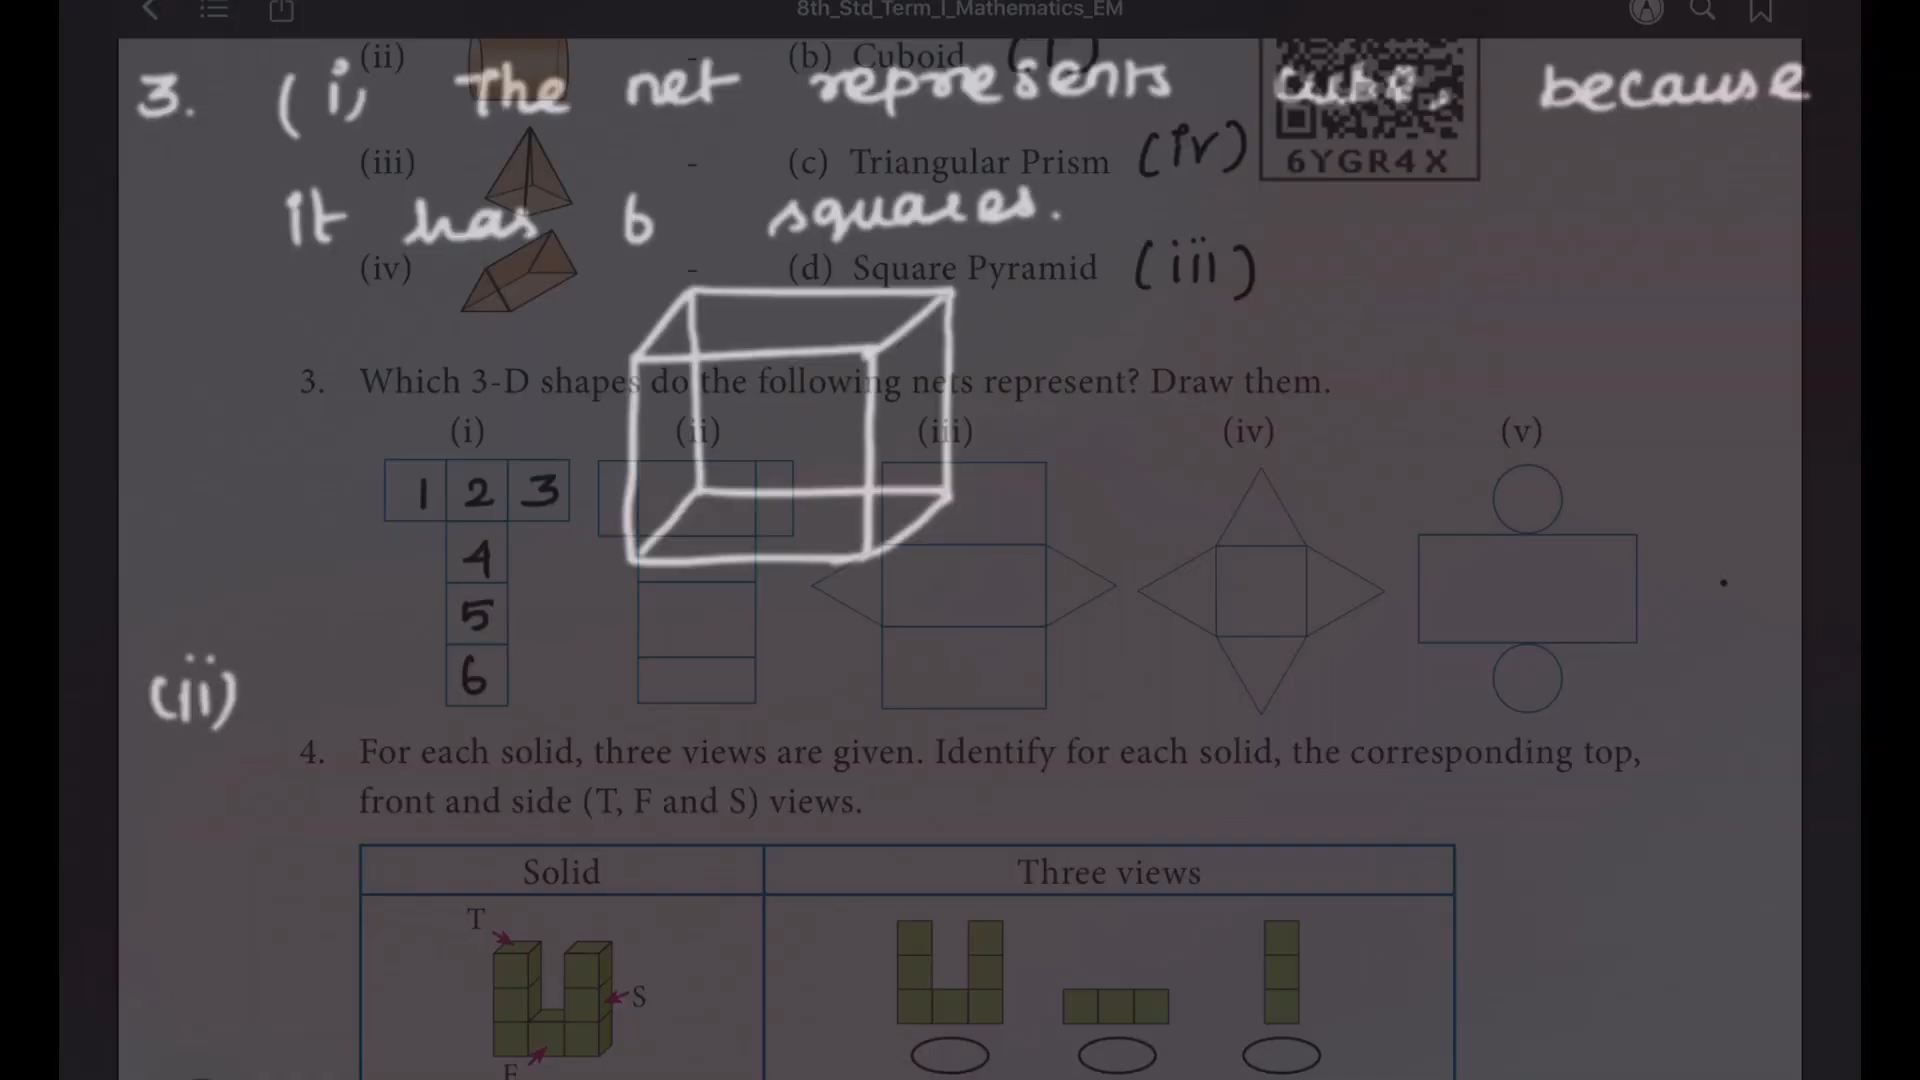 8th_Std_Term_I_Mathematics_EM
(ii) - (b) Cuboid
3. (i) The net represents cube, because
(iii) - (c) Triangular Prism (iv)
6YGR4X
it has 6 squares.
(iv) - (d) Square Pyramid (iii)
3. Which 3-D shapes do the following nets represent? Draw them.
(i) (ii) (iii) (iv) (v)
1 2 3
4
5
6
(ii)
4. For each solid, three views are given. Identify for each solid, the corresponding top,
front and side (T, F and S) views.
Solid Three views
T
S
F